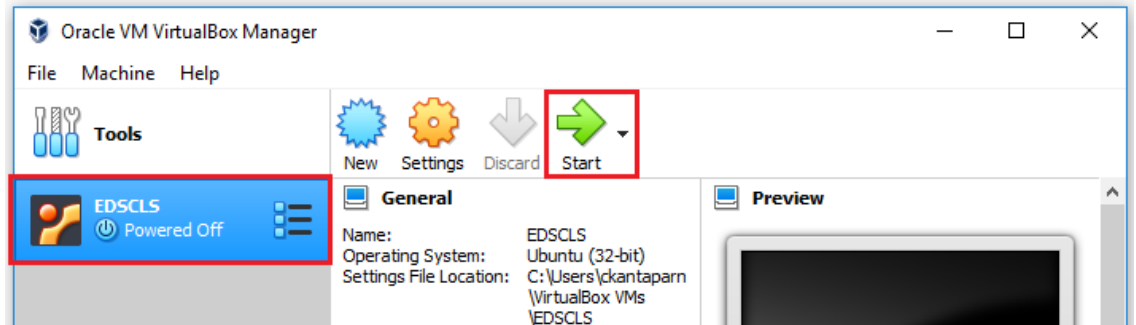 Oracle VM VirtualBox Manager
File Machine Help
Tools
New Settings Discard Start
EDSCLS
Powered Off
General
Name: EDSCLS
Operating System: Ubuntu (32-bit)
Settings File Location: C:\Users\ckantaparn
\VirtualBox VMs
\EDSCLS
Preview